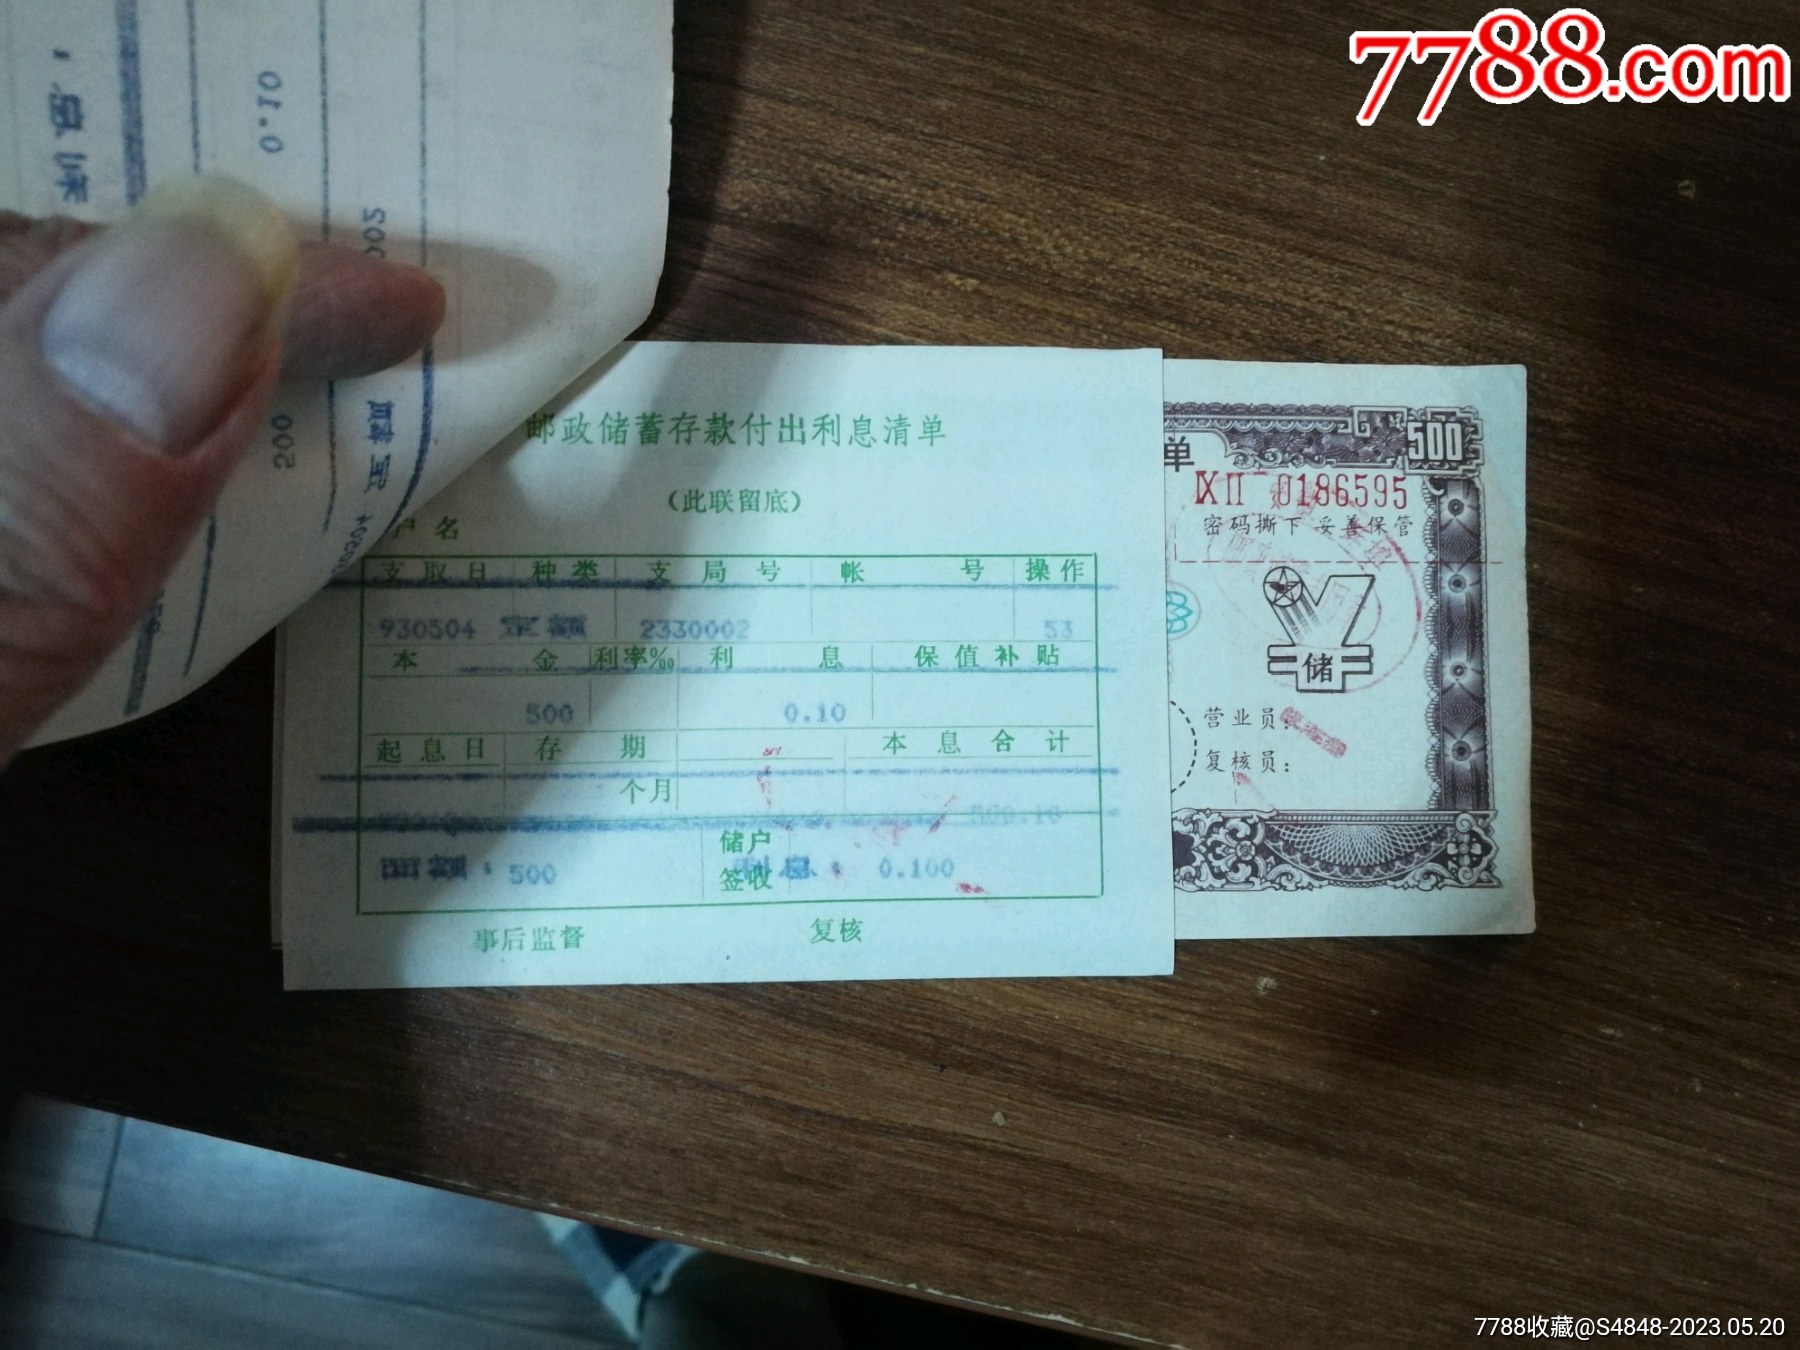 7788.com
0.10
200
邮政储蓄存款付出利息清单
(此联留底)
户名
支取日 种类 支局号 帐号 操作
930504 定额 2330002 53
本金 利率‰ 利息 保值补贴
500 0.10
起息日 存期 本息合计
个月
500.10
储户
签收
面额：500 利息：0.100
事后监督 复核
单
500
ⅨⅡ 0186595
密码撕下 妥善保管
储
营业员:
复核员:
7788收藏@S4848-2023.05.20